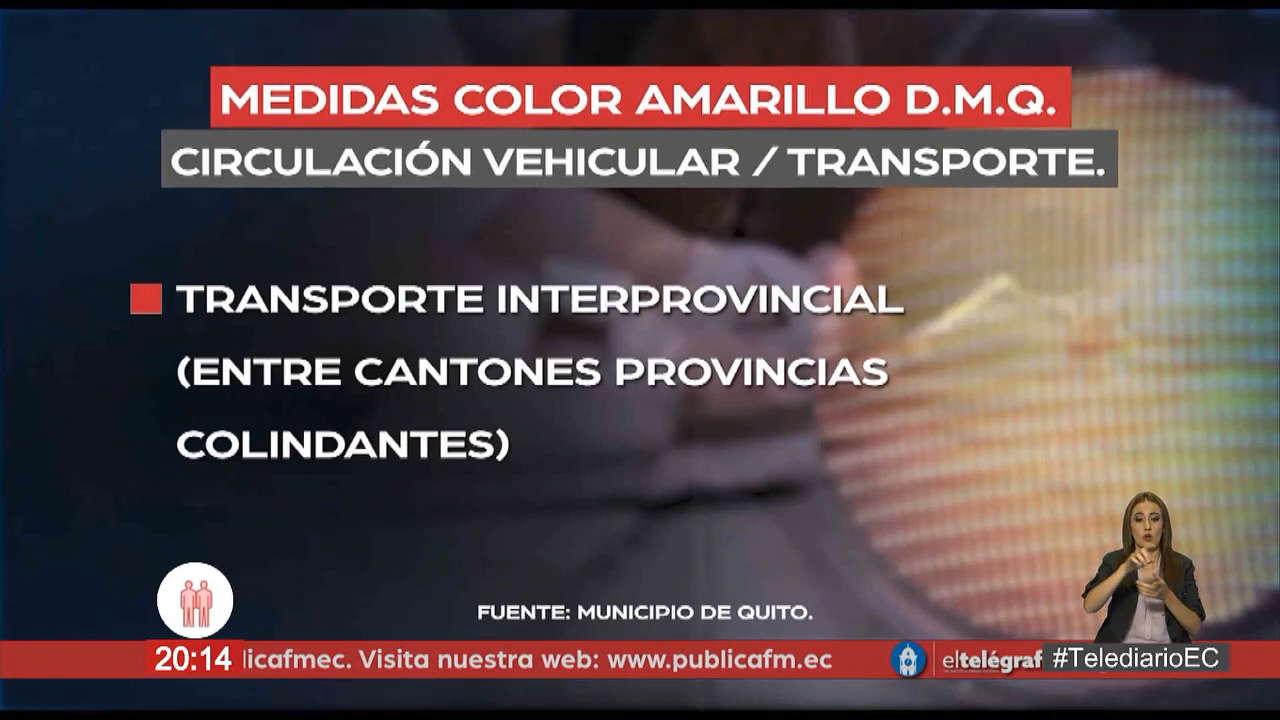 MEDIDAS COLOR AMARILLO D.M.Q.
CIRCULACIÓN VEHICULAR / TRANSPORTE.
TRANSPORTE INTERPROVINCIAL
(ENTRE CANTONES PROVINCIAS
COLINDANTES)
FUENTE: MUNICIPIO DE QUITO.
20:14 licafmec. Visita nuestra web: www.publicafm.ec eltelégraf #TelediarioEC